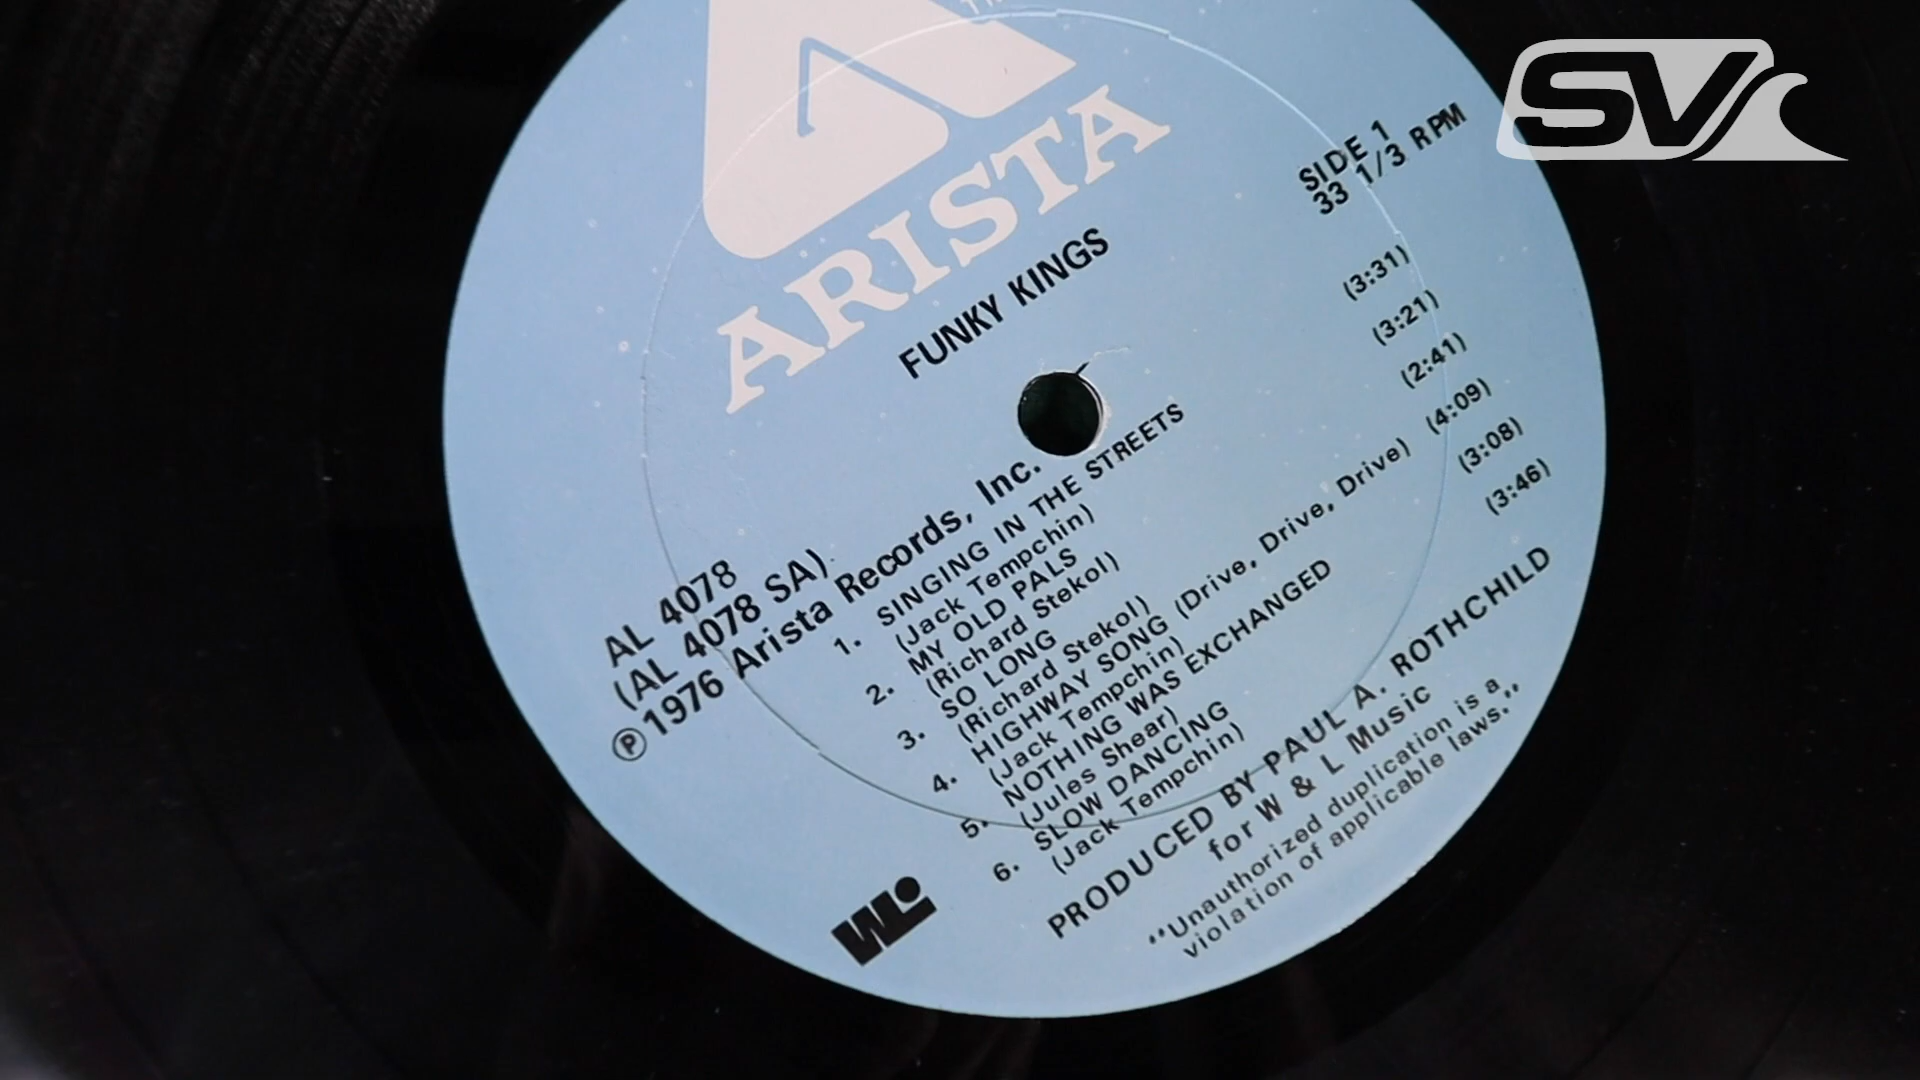 SV
ARISTA
FUNKY KINGS
SIDE 1
33 1/3 RPM
AL 4078
(AL 4078 SA)
℗ 1976 Arista Records, Inc.
1. SINGING IN THE STREETS (3:31)
(Jack Tempchin)
2. MY OLD PALS (3:21)
(Richard Stekol)
3. SO LONG (2:41)
(Richard Stekol)
4. HIGHWAY SONG (Drive, Drive, Drive) (4:09)
(Jack Tempchin)
5. NOTHING WAS EXCHANGED (3:08)
(Jules Shear)
6. SLOW DANCING (3:46)
(Jack Tempchin)
PRODUCED BY PAUL A. ROTHCHILD
for W & L Music
"Unauthorized duplication is a
violation of applicable laws."